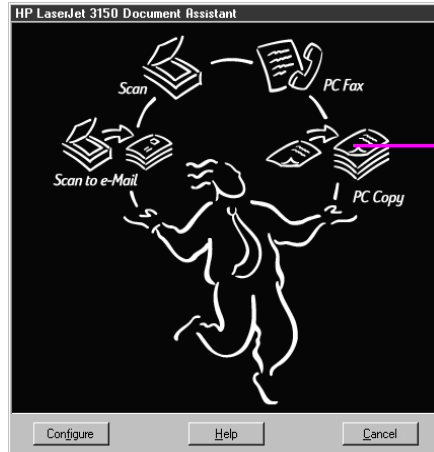 HP LaserJet 3150 Document Assistant
Scan
PC Fax
Scan to e-Mail
PC Copy
Configure
Help
Cancel